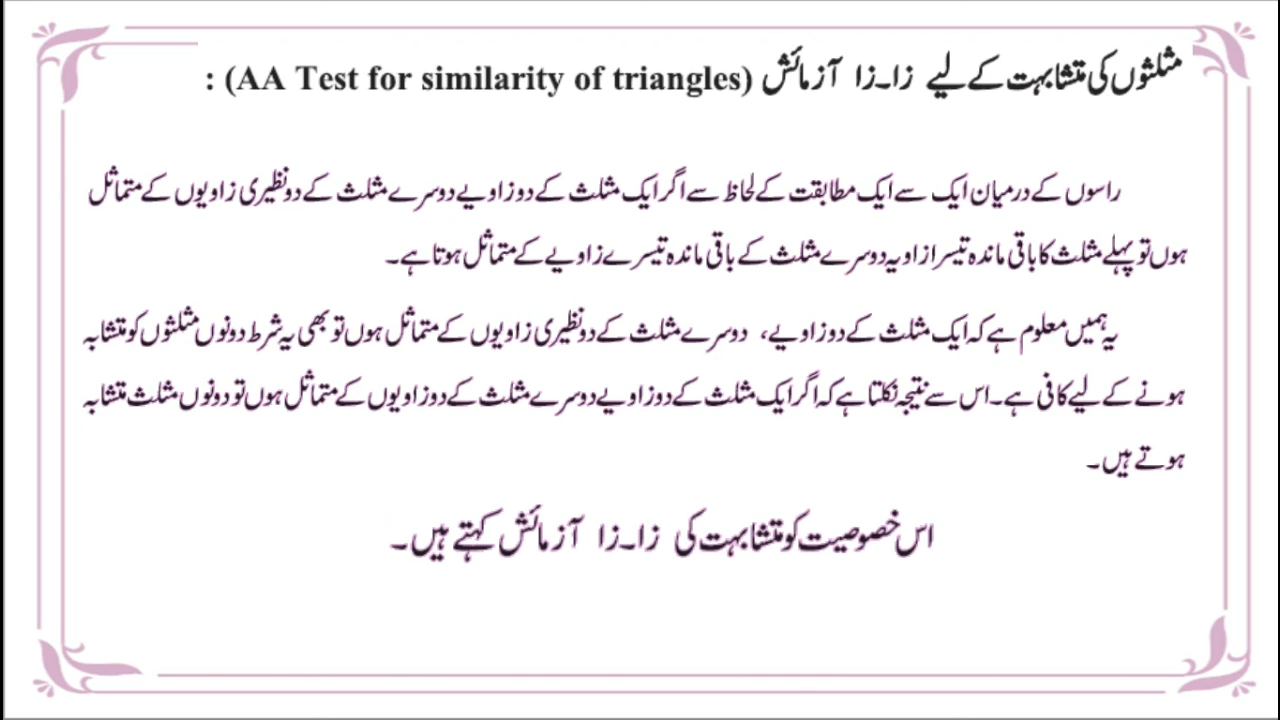 مثلثوں کی متشابہت کے لیے زا۔زا آزمائش (AA Test for similarity of triangles) :
راسوں کے درمیان ایک سے ایک مطابقت کے لحاظ سے اگر ایک مثلث کے دو زاویے دوسرے مثلث کے دو نظیری زاویوں کے متماثل
ہوں تو پہلے مثلث کا باقی ماندہ تیسرا زاویہ دوسرے مثلث کے باقی ماندہ تیسرے زاویے کے متماثل ہوتا ہے۔
یہ ہمیں معلوم ہے کہ ایک مثلث کے دو زاویے، دوسرے مثلث کے دو نظیری زاویوں کے متماثل ہوں تو بھی یہ شرط دونوں مثلثوں کو متشابہ
ہونے کے لیے کافی ہے۔ اس سے نتیجہ نکلتا ہے کہ اگر ایک مثلث کے دو زاویے دوسرے مثلث کے دو زاویوں کے متماثل ہوں تو دونوں مثلث متشابہ
ہوتے ہیں۔
اس خصوصیت کو متشابہت کی زا۔زا آزمائش کہتے ہیں۔